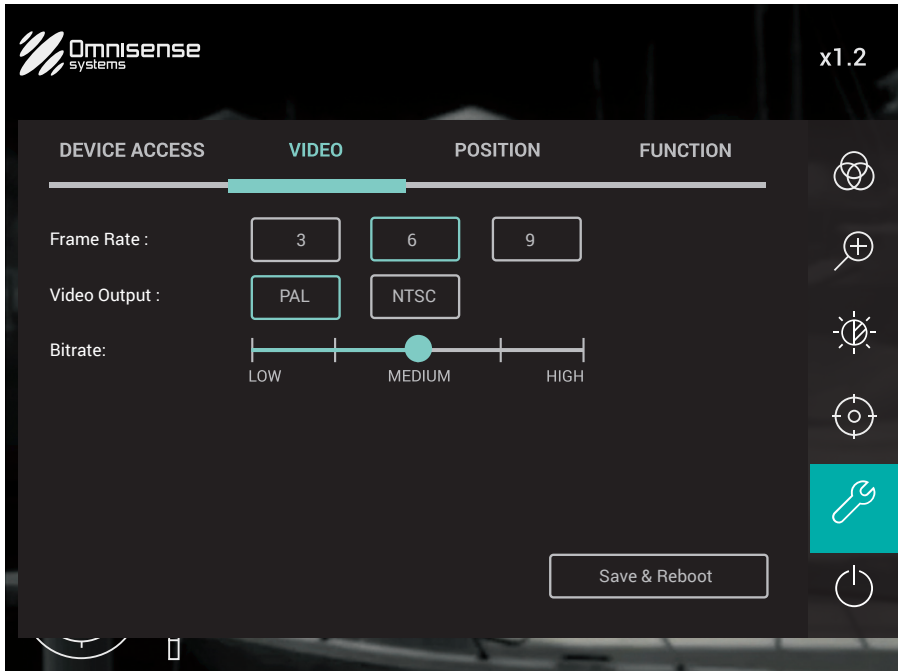 Omnisense
systems
x1.2
DEVICE ACCESS VIDEO POSITION FUNCTION
Frame Rate : 3 6 9
Video Output : PAL NTSC
Bitrate:
LOW MEDIUM HIGH
Save & Reboot